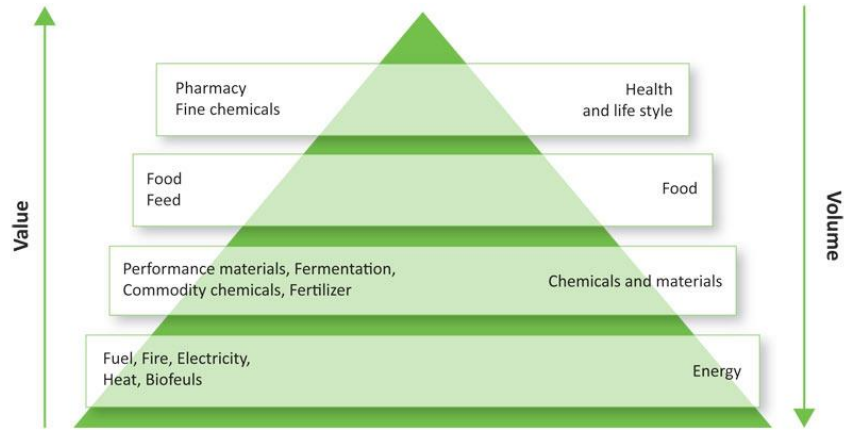 Value
Pharmacy
Fine chemicals
Health
and life style
Food
Feed
Food
Performance materials, Fermentation,
Commodity chemicals, Fertilizer
Chemicals and materials
Fuel, Fire, Electricity,
Heat, Biofeuls
Energy
Volume